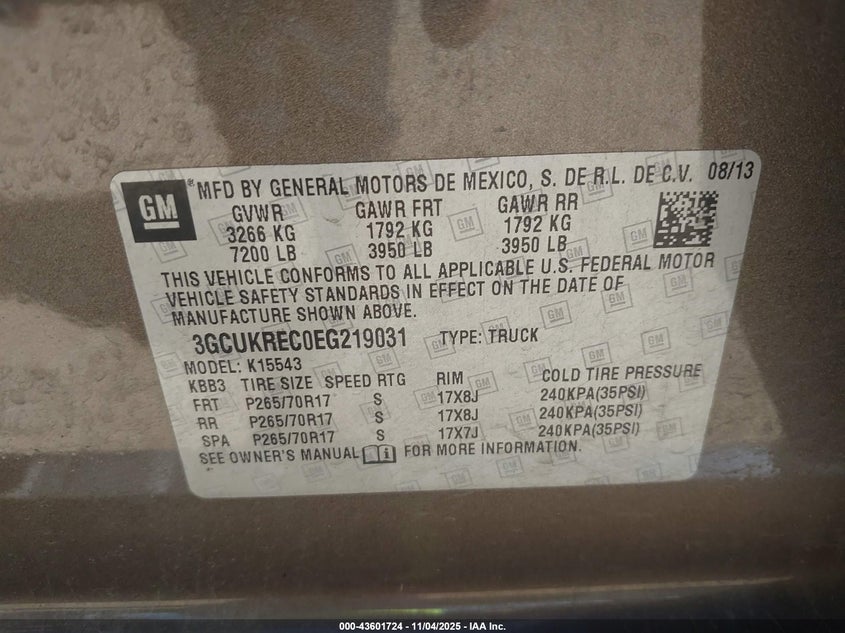 GM ® MFD BY GENERAL MOTORS DE MEXICO, S. DE R.L. DE C.V. 08/13
GVWR GAWR FRT GAWR RR
3266 KG 1792 KG 1792 KG
7200 LB 3950 LB 3950 LB
THIS VEHICLE CONFORMS TO ALL APPLICABLE U.S. FEDERAL MOTOR
VEHICLE SAFETY STANDARDS IN EFFECT ON THE DATE OF
MANUFACTURE SHOWN ABOVE.
3GCUKREC0EG219031 TYPE: TRUCK
MODEL: K15543
KBB3 TIRE SIZE SPEED RTG RIM COLD TIRE PRESSURE
FRT P265/70R17 S 17X8J 240KPA(35PSI)
RR P265/70R17 S 17X8J 240KPA(35PSI)
SPA P265/70R17 S 17X7J 240KPA(35PSI)
SEE OWNER'S MANUAL i FOR MORE INFORMATION.
000-43601724 - 11/04/2025 - IAA Inc.